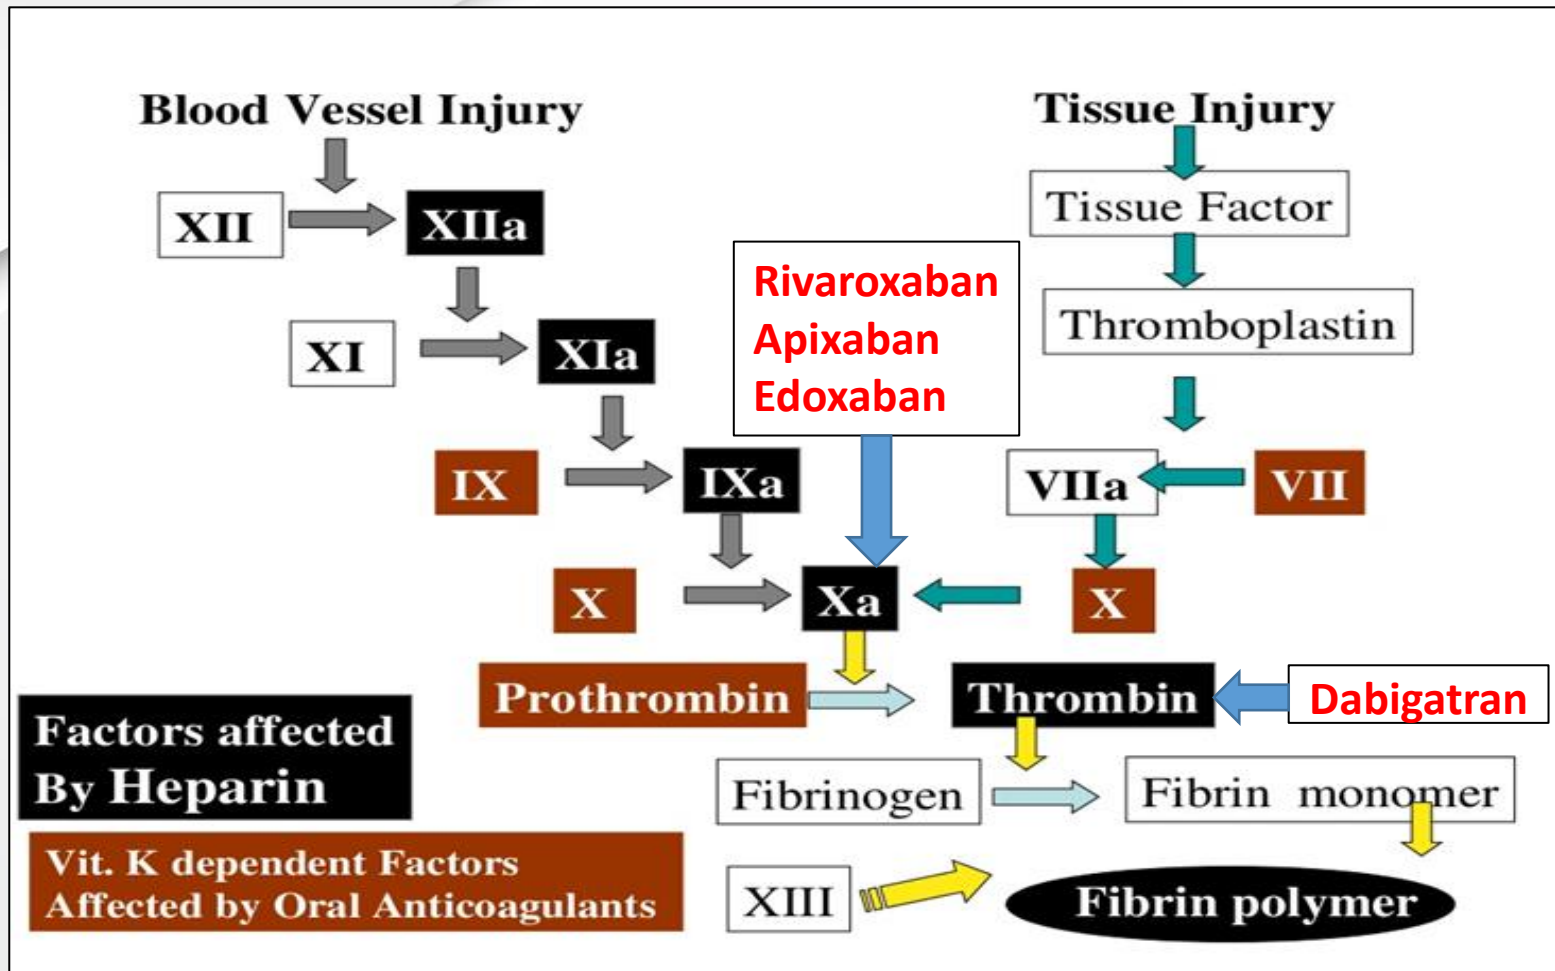 Blood Vessel Injury
Tissue Injury
XII
XIIa
Tissue Factor
Rivaroxaban
Apixaban
Edoxaban
XI
XIa
Thromboplastin
IX
IXa
VIIa
VII
X
Xa
X
Prothrombin
Thrombin
Dabigatran
Factors affected
By Heparin
Fibrinogen
Fibrin monomer
Vit. K dependent Factors
Affected by Oral Anticoagulants
XIII
Fibrin polymer